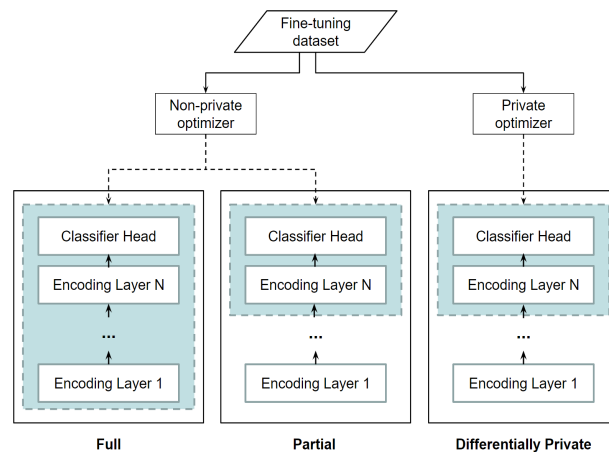 Fine-tuning
dataset
Non-private
optimizer
Private
optimizer
Classifier Head
Encoding Layer N
...
Encoding Layer 1
Full
Classifier Head
Encoding Layer N
...
Encoding Layer 1
Partial
Classifier Head
Encoding Layer N
...
Encoding Layer 1
Differentially Private